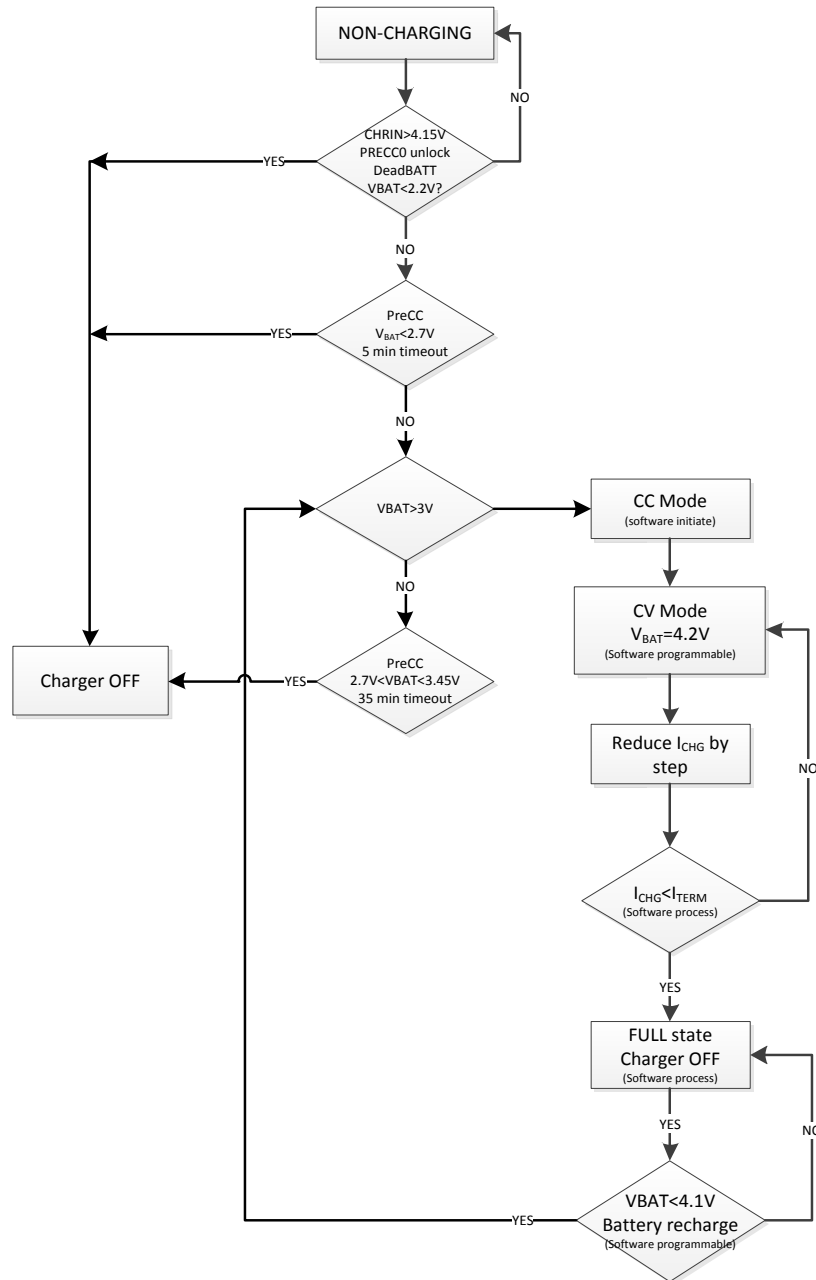 NON-CHARGING
NO
CHRIN>4.15V
PRECC0 unlock
DeadBATT
VBAT<2.2V?
YES
NO
PreCC
VBAT<2.7V
5 min timeout
YES
NO
VBAT>3V
CC Mode
(software initiate)
NO
CV Mode
VBAT=4.2V
(Software programmable)
PreCC
2.7V<VBAT<3.45V
35 min timeout
YES
Charger OFF
Reduce ICHG by
step
NO
ICHG<ITERM
(Software process)
YES
FULL state
Charger OFF
(Software process)
YES
NO
VBAT<4.1V
Battery recharge
(Software programmable)
YES